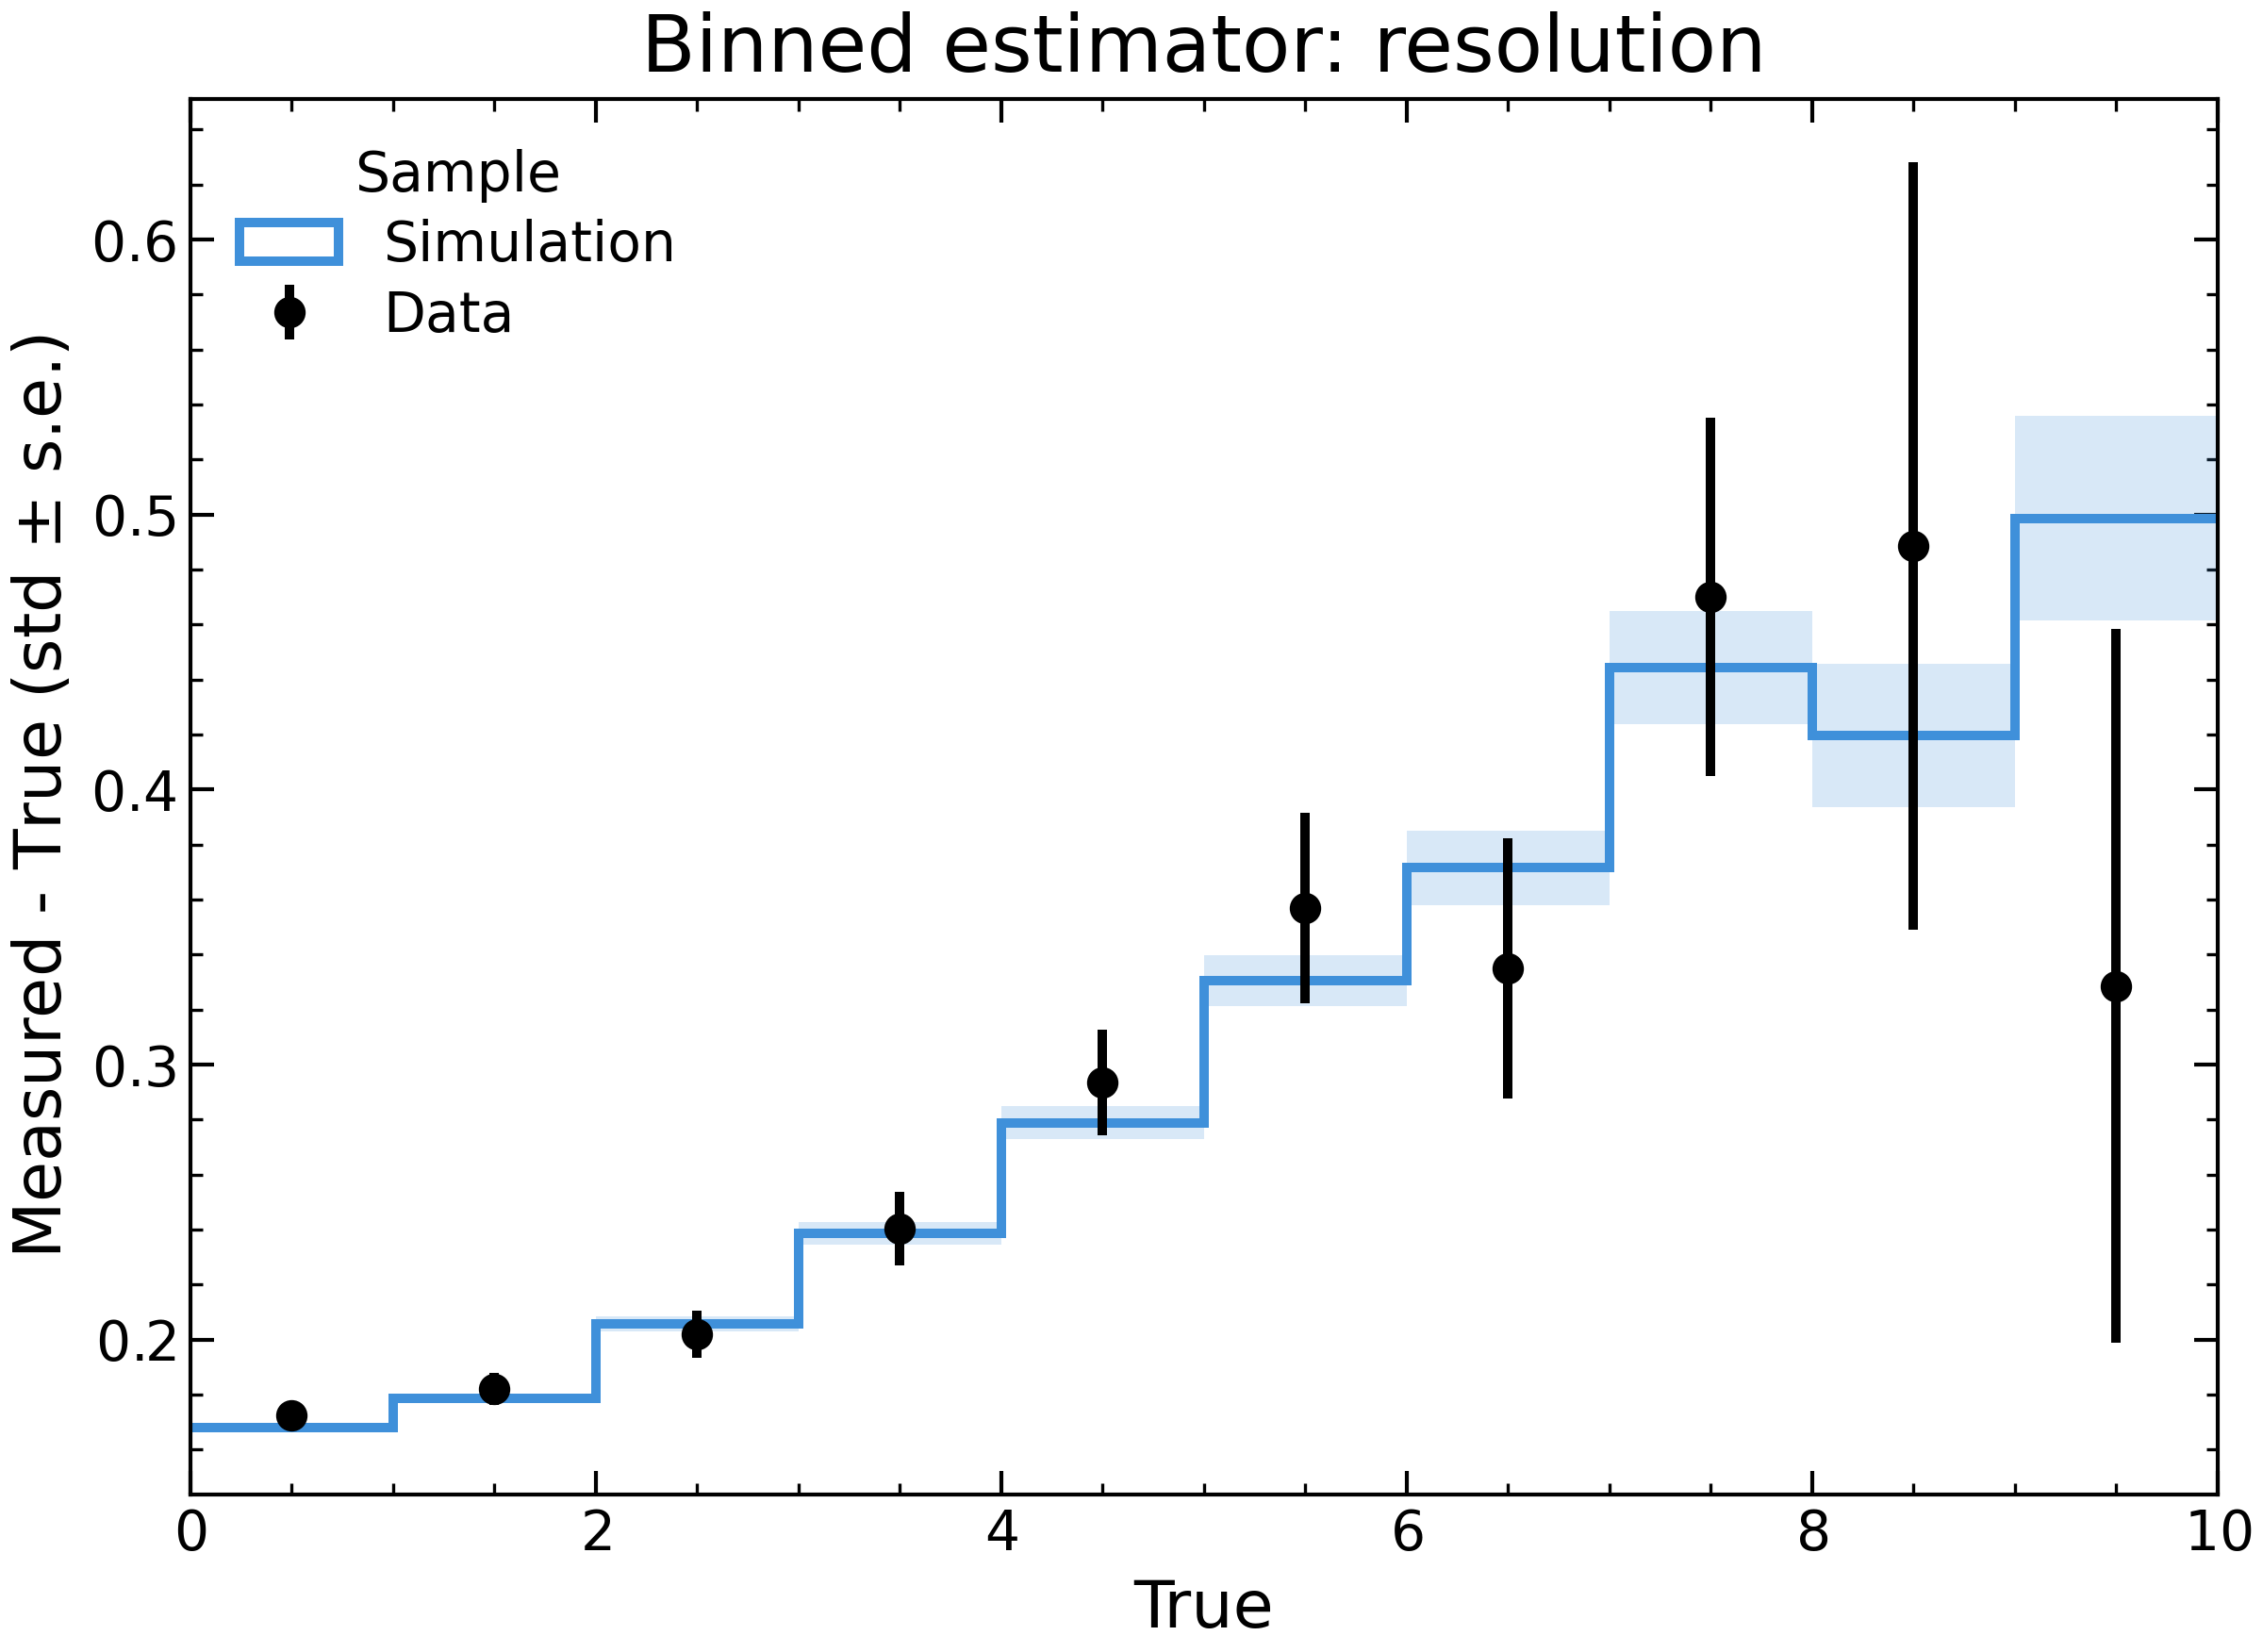 Binned estimator: resolution
Sample
Simulation
Data
Measured - True (std ± s.e.)
0.6
0.5
0.4
0.3
0.2
0 2 4 6 8 10
True